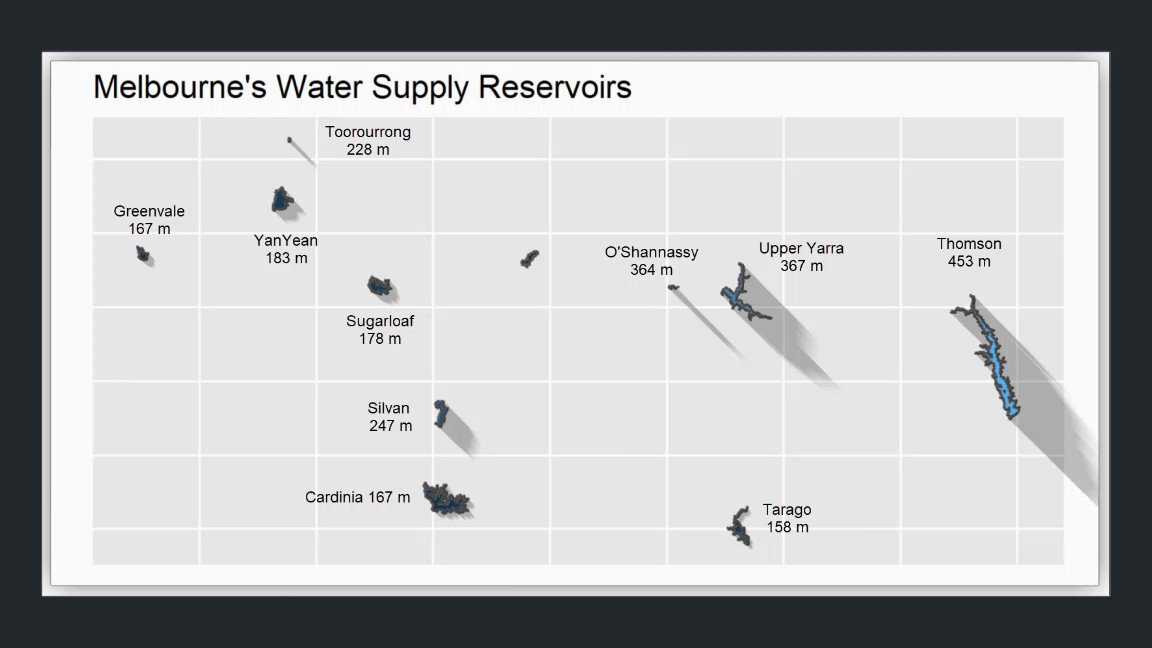 Melbourne's Water Supply Reservoirs
Toorourrong
228 m
Greenvale
167 m
YanYean
183 m
O'Shannassy
364 m
Upper Yarra
367 m
Thomson
453 m
Sugarloaf
178 m
Silvan
247 m
Cardinia 167 m
Tarago
158 m